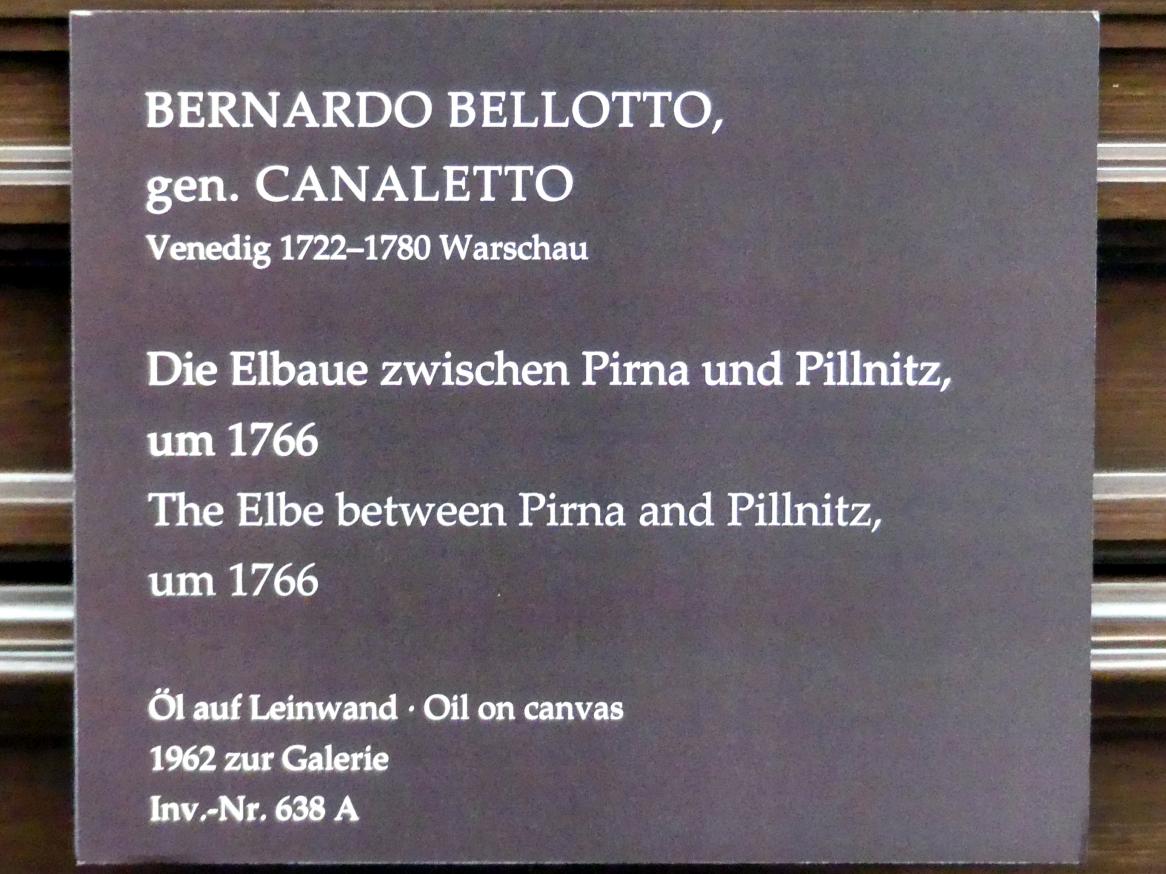 BERNARDO BELLOTTO,
gen. CANALETTO
Venedig 1722–1780 Warschau
Die Elbaue zwischen Pirna und Pillnitz,
um 1766
The Elbe between Pirna and Pillnitz,
um 1766
Öl auf Leinwand · Oil on canvas
1962 zur Galerie
Inv.-Nr. 638 A